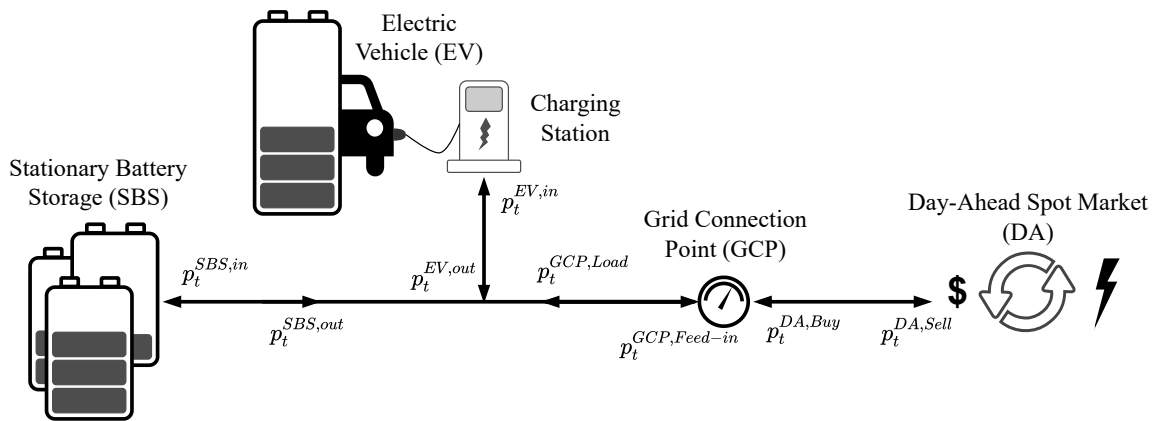 Electric
Vehicle (EV)
Charging
Station
Stationary Battery
Storage (SBS)
p_t^{EV,in}
Grid Connection
Point (GCP)
Day-Ahead Spot Market
(DA)
p_t^{SBS,in}
p_t^{EV,out}
p_t^{GCP,Load}
$
p_t^{SBS,out}
p_t^{GCP,Feed-in}
p_t^{DA,Buy}
p_t^{DA,Sell}